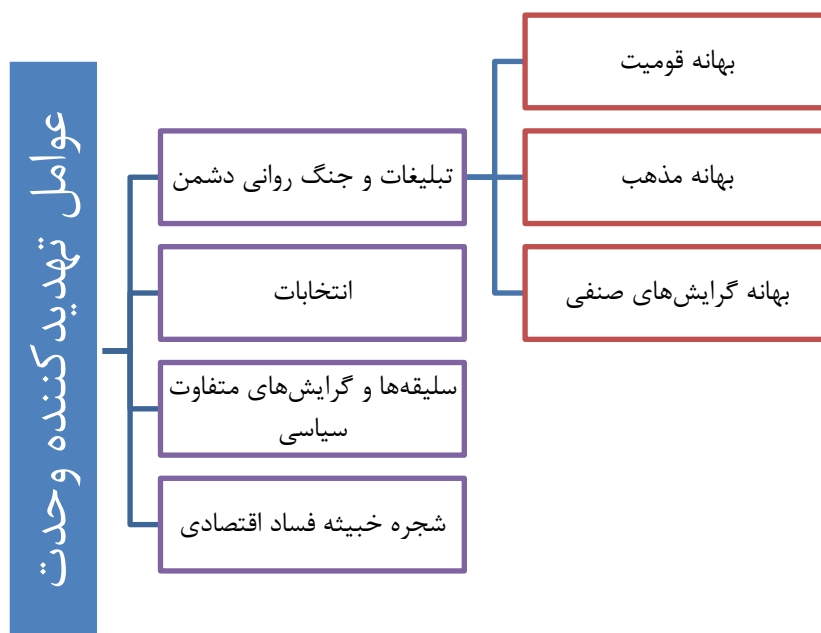 عوامل تهدیدکننده وحدت
تبلیغات و جنگ روانی دشمن
بهانه قومیت
بهانه مذهب
بهانه گرایش‌های صنفی
انتخابات
سلیقه‌ها و گرایش‌های متفاوت
سیاسی
شجره خبیثه فساد اقتصادی